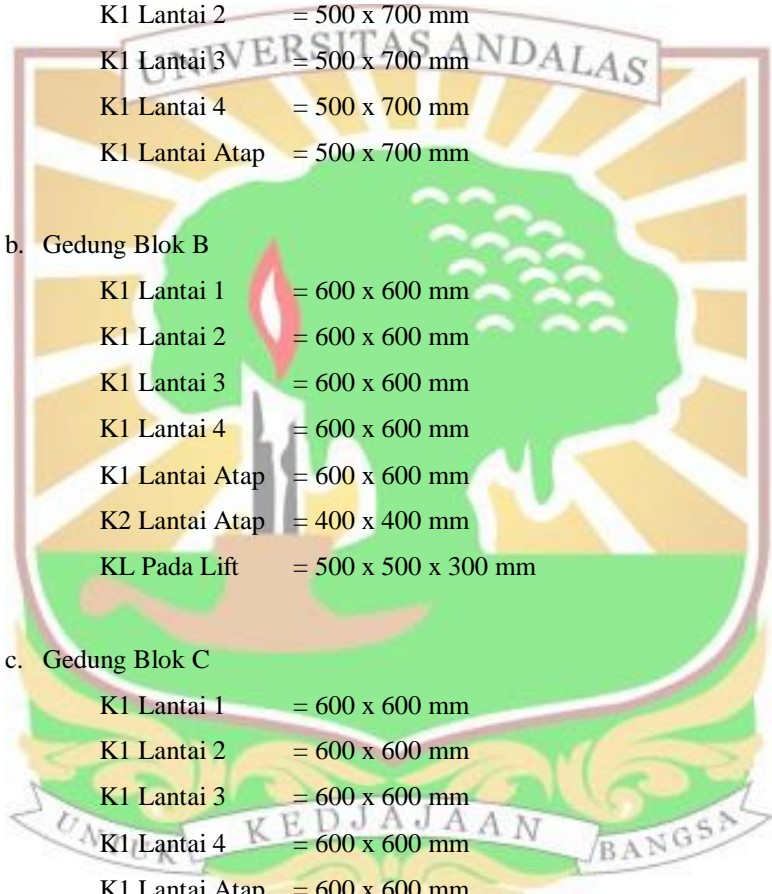 K1 Lantai 2 = 500 x 700 mm
UNIVERSITAS ANDALAS
K1 Lantai 3 = 500 x 700 mm
K1 Lantai 4 = 500 x 700 mm
K1 Lantai Atap = 500 x 700 mm
b. Gedung Blok B
K1 Lantai 1 = 600 x 600 mm
K1 Lantai 2 = 600 x 600 mm
K1 Lantai 3 = 600 x 600 mm
K1 Lantai 4 = 600 x 600 mm
K1 Lantai Atap = 600 x 600 mm
K2 Lantai Atap = 400 x 400 mm
KL Pada Lift = 500 x 500 x 300 mm
c. Gedung Blok C
K1 Lantai 1 = 600 x 600 mm
K1 Lantai 2 = 600 x 600 mm
K1 Lantai 3 = 600 x 600 mm
UNTUK KEDJAJAAN BANGSA
K1 Lantai 4 = 600 x 600 mm
K1 Lantai Atap = 600 x 600 mm